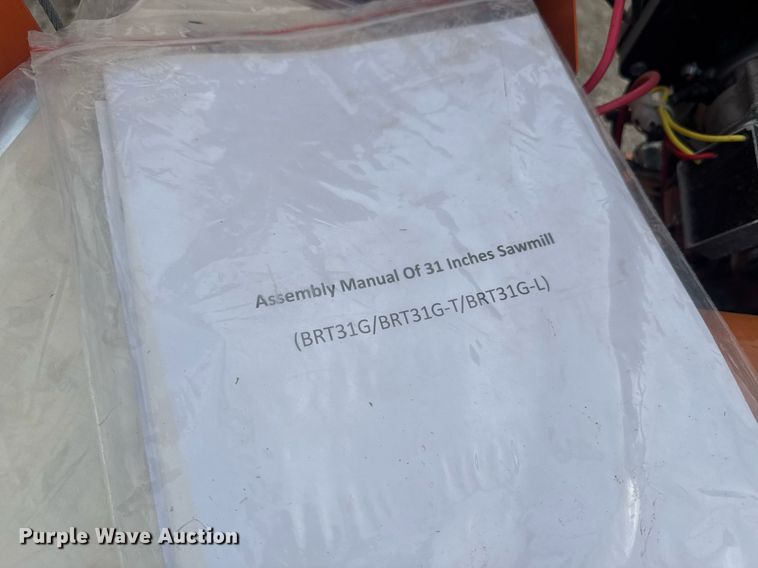 Assembly Manual Of 31 Inches Sawmill
(BRT31G/BRT31G-T/BRT31G-L)
Purple Wave Auction